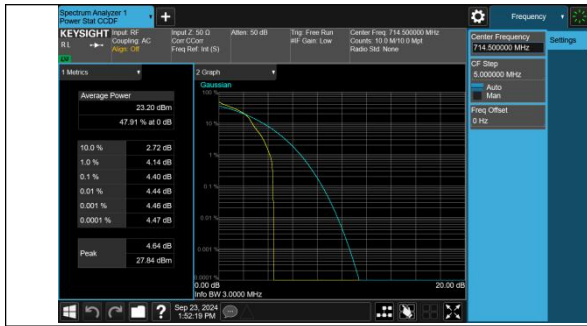 Spectrum Analyzer 1
Power Stat CCDF
Frequency
KEYSIGHT
Input: RF
Coupling: AC
Align: Off
Input Z: 50 Ω
Corr CCorr
Freq Ref: Int (S)
Atten: 50 dB
Trig: Free Run
#IF Gain: Low
Center Freq: 714.500000 MHz
Counts: 10.0 M/10.0 Mpt
Radio Std: None
R L
Center Frequency
714.500000 MHz
Settings
CF Step
5.000000 MHz
Auto
Man
Freq Offset
0 Hz
1 Metrics
Average Power
23.20 dBm
47.91 % at 0 dB
10.0 % 2.72 dB
1.0 % 4.14 dB
0.1 % 4.40 dB
0.01 % 4.44 dB
0.001 % 4.46 dB
0.0001 % 4.47 dB
Peak
4.64 dB
27.84 dBm
2 Graph
Gaussian
100 %
10 %
1 %
0.1 %
0.01 %
0.001 %
0.0001 %
0.00 dB
20.00 dB
Info BW 3.0000 MHz
Sep 23, 2024
1:52:19 PM